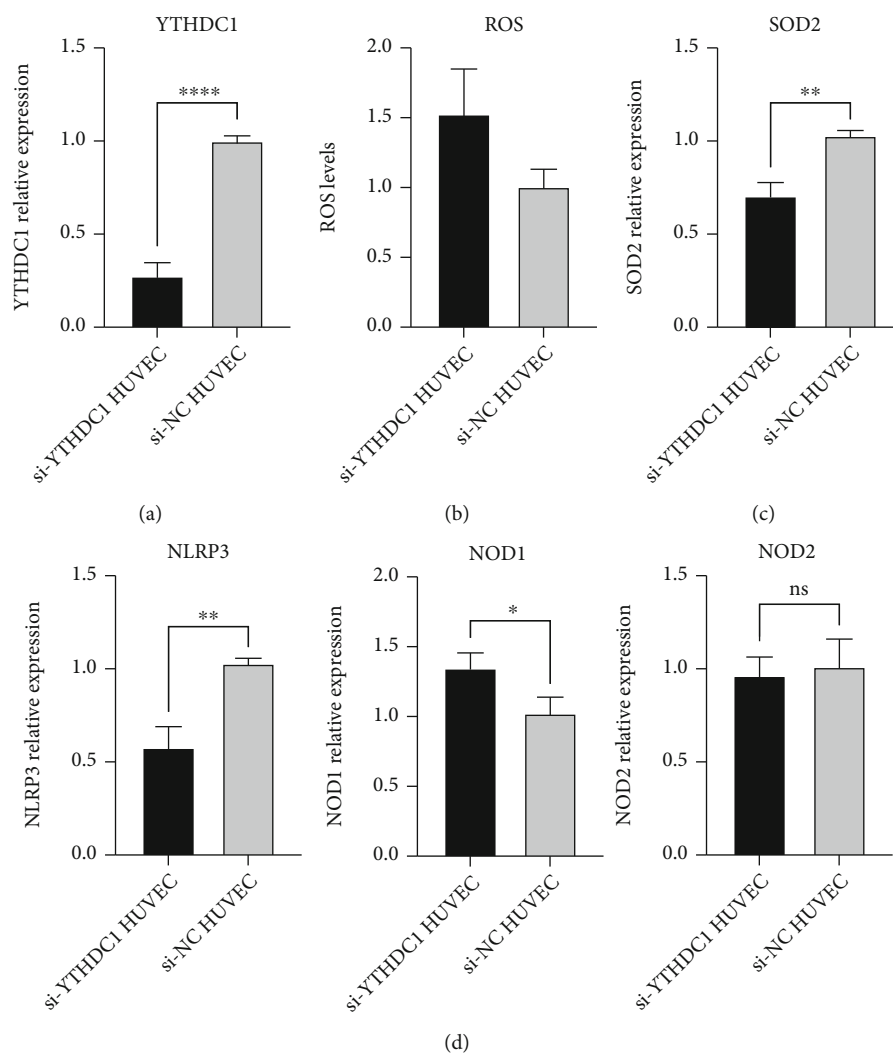 YTHDC1
YTHDC1 relative expression
1.5
1.0
0.5
0.0
****
si-YTHDC1 HUVEC
si-NC HUVEC
(a)
ROS
ROS levels
2.0
1.5
1.0
0.5
0.0
si-YTHDC1 HUVEC
si-NC HUVEC
(b)
SOD2
SOD2 relative expression
1.5
1.0
0.5
0.0
**
si-YTHDC1 HUVEC
si-NC HUVEC
(c)
NLRP3
NLRP3 relative expression
1.5
1.0
0.5
0.0
**
si-YTHDC1 HUVEC
si-NC HUVEC
NOD1
NOD1 relative expression
2.0
1.5
1.0
0.5
0.0
*
si-YTHDC1 HUVEC
si-NC HUVEC
NOD2
NOD2 relative expression
1.5
1.0
0.5
0.0
ns
si-YTHDC1 HUVEC
si-NC HUVEC
(d)